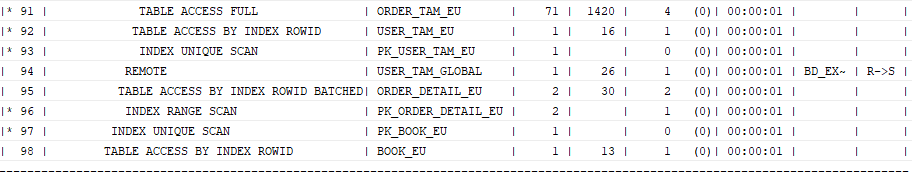 |* 91 |                    TABLE ACCESS FULL                | ORDER_TAM_EU       |    71 |  1420 |     4   (0)| 00:00:01 |        |      |
|* 92 |                   TABLE ACCESS BY INDEX ROWID       | USER_TAM_EU        |     1 |    16 |     1   (0)| 00:00:01 |        |      |
|* 93 |                    INDEX UNIQUE SCAN                | PK_USER_TAM_EU     |     1 |       |     0   (0)| 00:00:01 |        |      |
|  94 |                  REMOTE                             | USER_TAM_GLOBAL    |     1 |    26 |     1   (0)| 00:00:01 | BD_EX~ | R->S |
|  95 |                 TABLE ACCESS BY INDEX ROWID BATCHED| ORDER_DETAIL_EU    |     2 |    30 |     2   (0)| 00:00:01 |        |      |
|* 96 |                  INDEX RANGE SCAN                   | PK_ORDER_DETAIL_EU |     2 |       |     1   (0)| 00:00:01 |        |      |
|* 97 |                INDEX UNIQUE SCAN                    | PK_BOOK_EU         |     1 |       |     0   (0)| 00:00:01 |        |      |
|  98 |               TABLE ACCESS BY INDEX ROWID           | BOOK_EU            |     1 |    13 |     1   (0)| 00:00:01 |        |      |